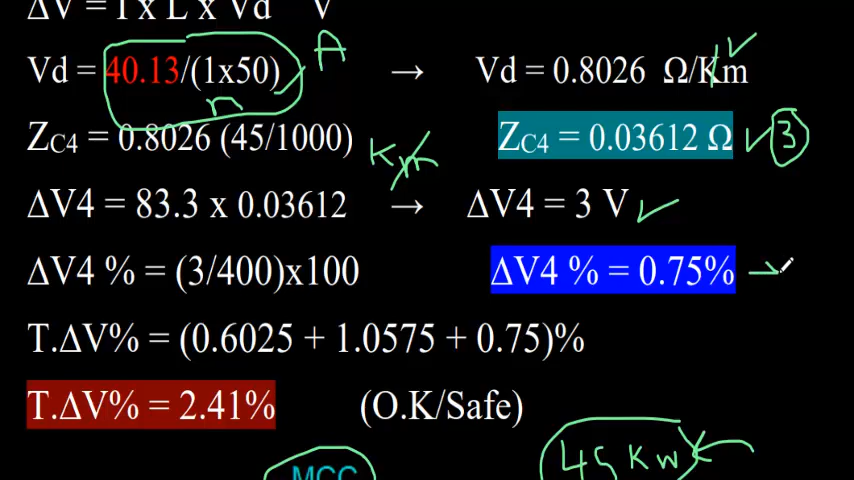 ΔV = I x L x Vd   V
Vd = 40.13/(1x50) A → Vd = 0.8026 Ω/Km
n
ZC4 = 0.8026 (45/1000) Km ZC4 = 0.03612 Ω 3
ΔV4 = 83.3 x 0.03612 → ΔV4 = 3 V
ΔV4 % = (3/400)x100 ΔV4 % = 0.75%
T.ΔV% = (0.6025 + 1.0575 + 0.75)%
T.ΔV% = 2.41% (O.K/Safe)
MCC 45 Kw